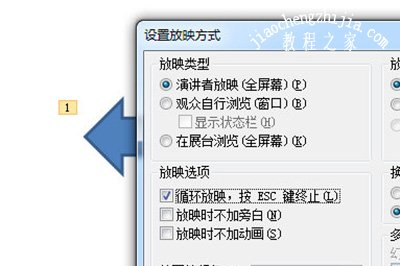 设置放映方式
jiaochengzhijia.com
教程之家
放映类型
放
演讲者放映(全屏幕)(P)
观众自行浏览(窗口)(B)
显示状态栏(H)
在展台浏览(全屏幕)(K)
1
放映选项
换
循环放映，按 ESC 键终止(L)
放映时不加旁白(N)
放映时不加动画(S)
多